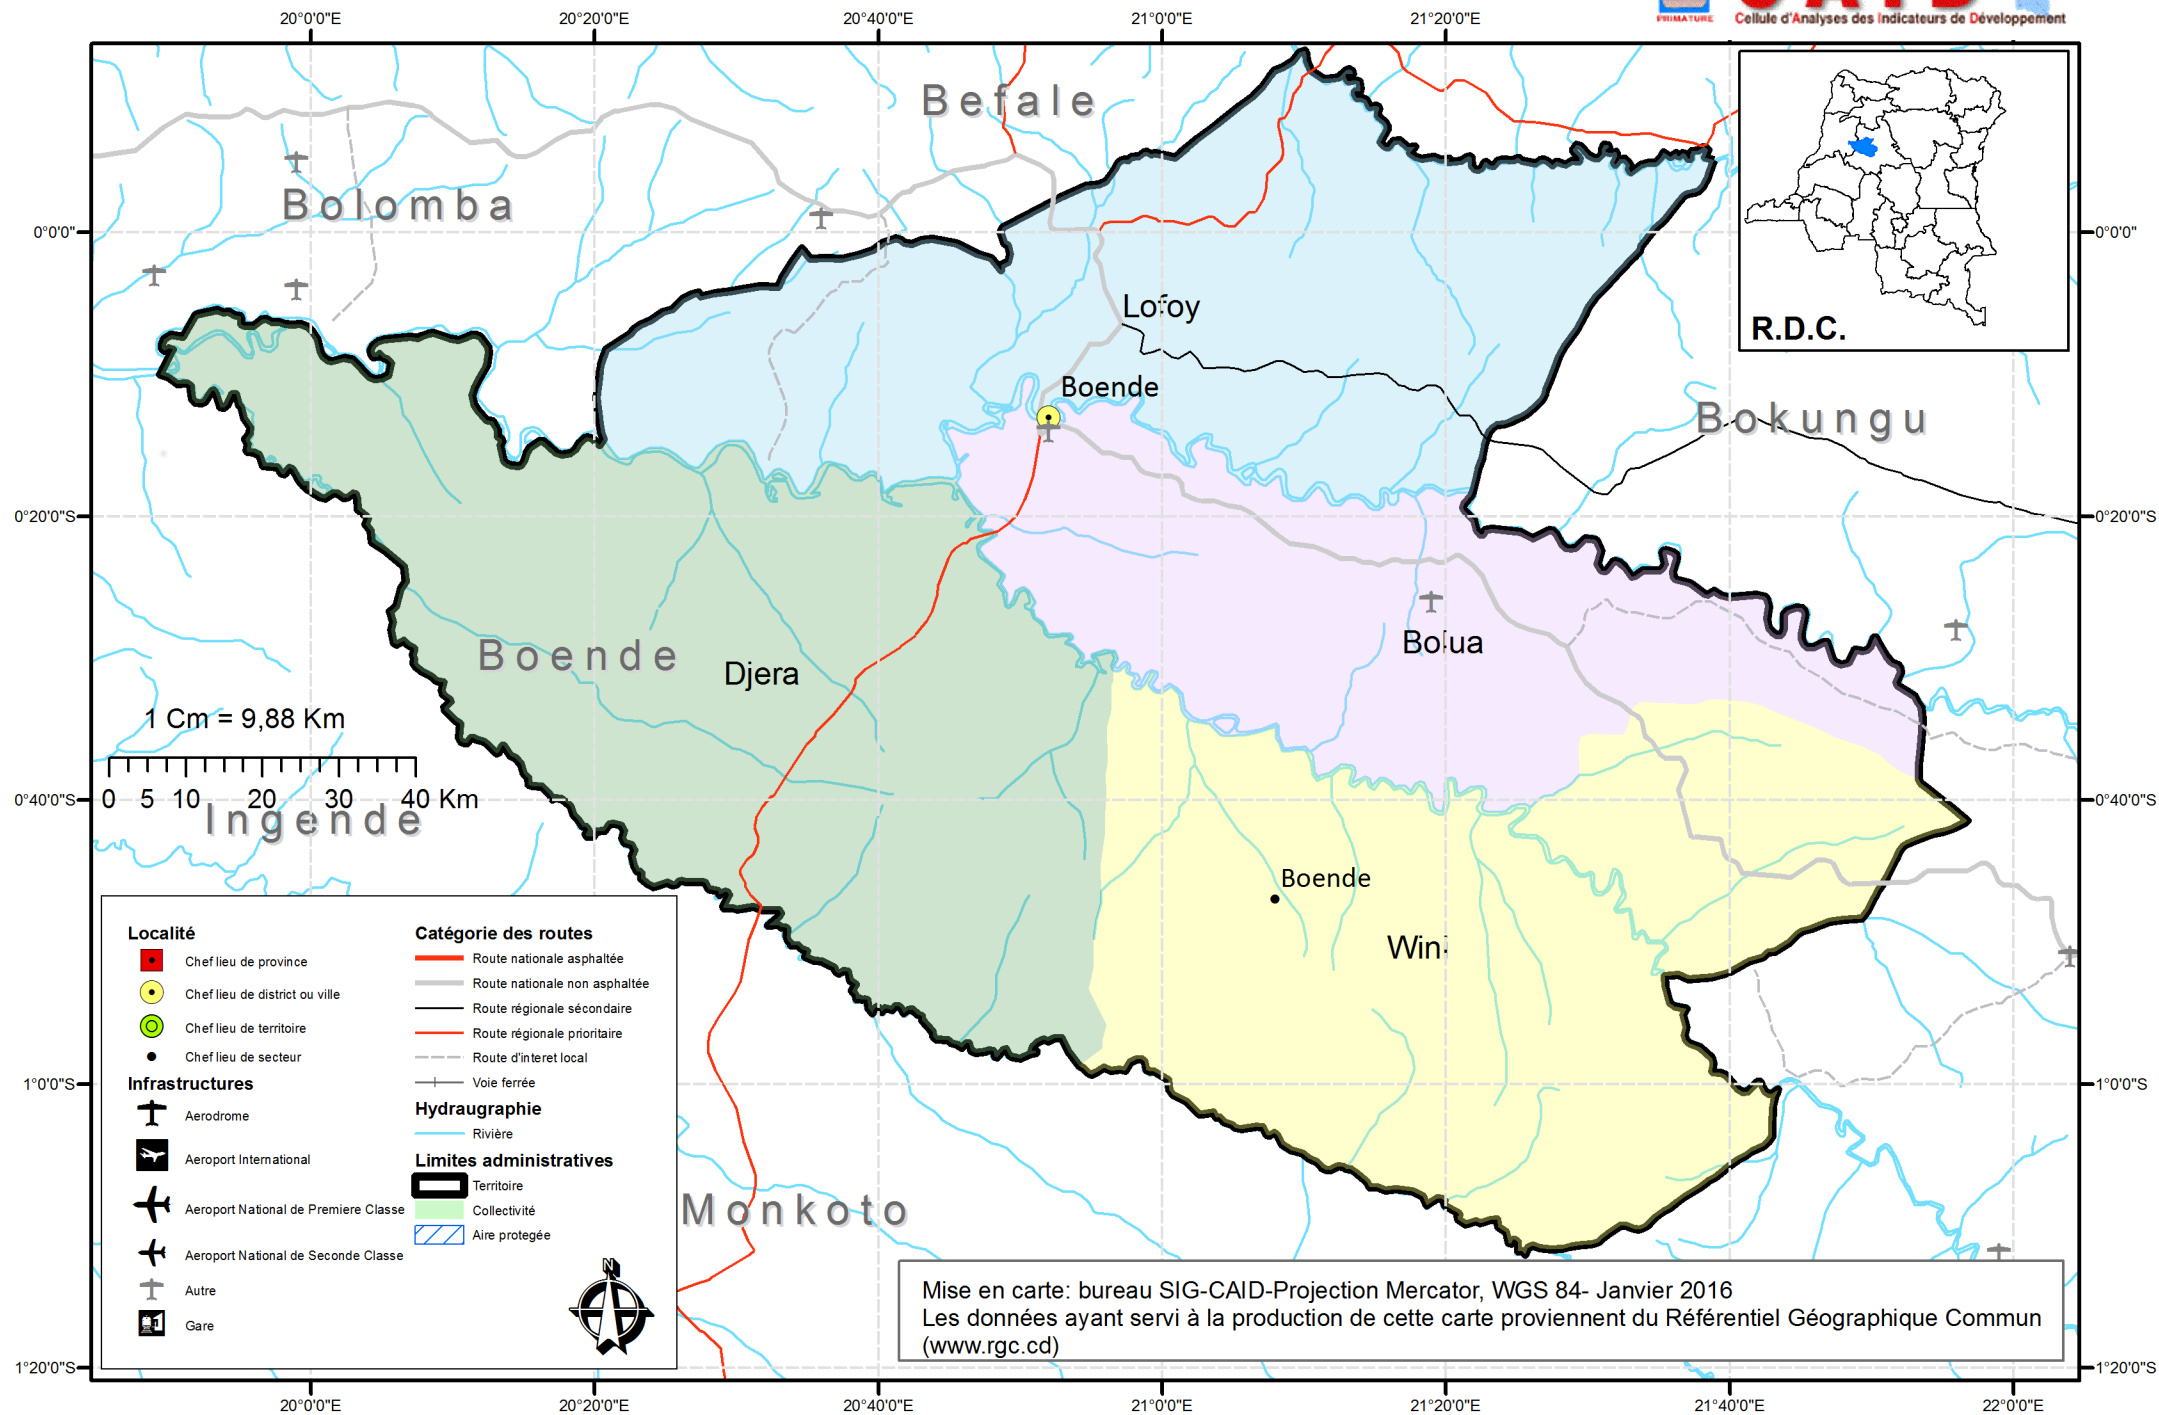 PRIMATURE
Cellule d'Analyses des Indicateurs de Développement
20°0'0"E 20°20'0"E 20°40'0"E 21°0'0"E 21°20'0"E
Befale
Bolomba
0°0'0" 0°0'0"
R.D.C.
Lofoy
Boende
Bokungu
0°20'0"S 0°20'0"S
Boende
Djera
1 Cm = 9,88 Km
0 5 10 20 30 40 Km
0°40'0"S 0°40'0"S
Ingende
Boende
Localité
Chef lieu de province
Chef lieu de district ou ville
Chef lieu de territoire
Chef lieu de secteur
Infrastructures
Aerodrome
Aeroport International
Aeroport National de Premiere Classe
Aeroport National de Seconde Classe
Autre
Gare
Catégorie des routes
Route nationale asphaltée
Route nationale non asphaltée
Route régionale sécondaire
Route régionale prioritaire
Route d'interet local
Voie ferrée
Hydraugraphie
Rivière
Limites administratives
Territoire
Collectivité
Aire protegée
N
1°0'0"S 1°0'0"S
Monkoto
Mise en carte: bureau SIG-CAID-Projection Mercator, WGS 84- Janvier 2016
Les données ayant servi à la production de cette carte proviennent du Référentiel Géographique Commun
(www.rgc.cd)
1°20'0"S 1°20'0"S
20°0'0"E 20°20'0"E 20°40'0"E 21°0'0"E 21°20'0"E 21°40'0"E 22°0'0"E